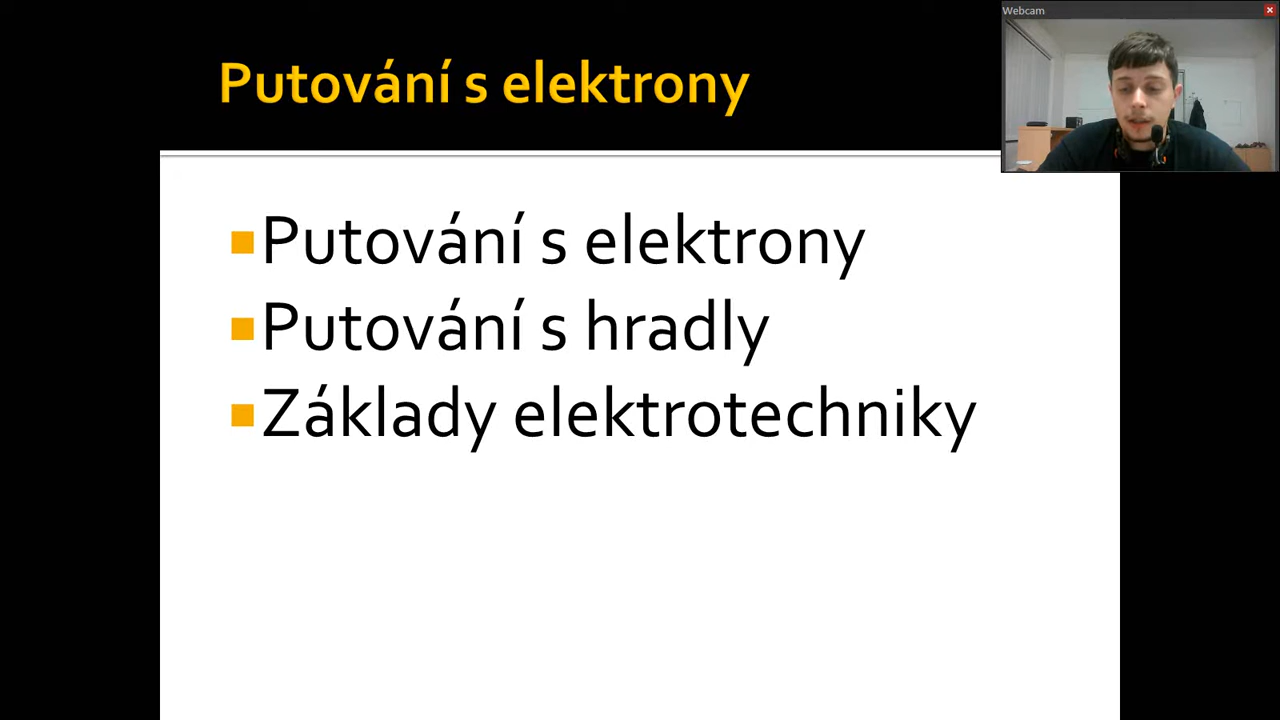 Putování s elektrony
Webcam
Putování s elektrony
Putování s hradly
Základy elektrotechniky